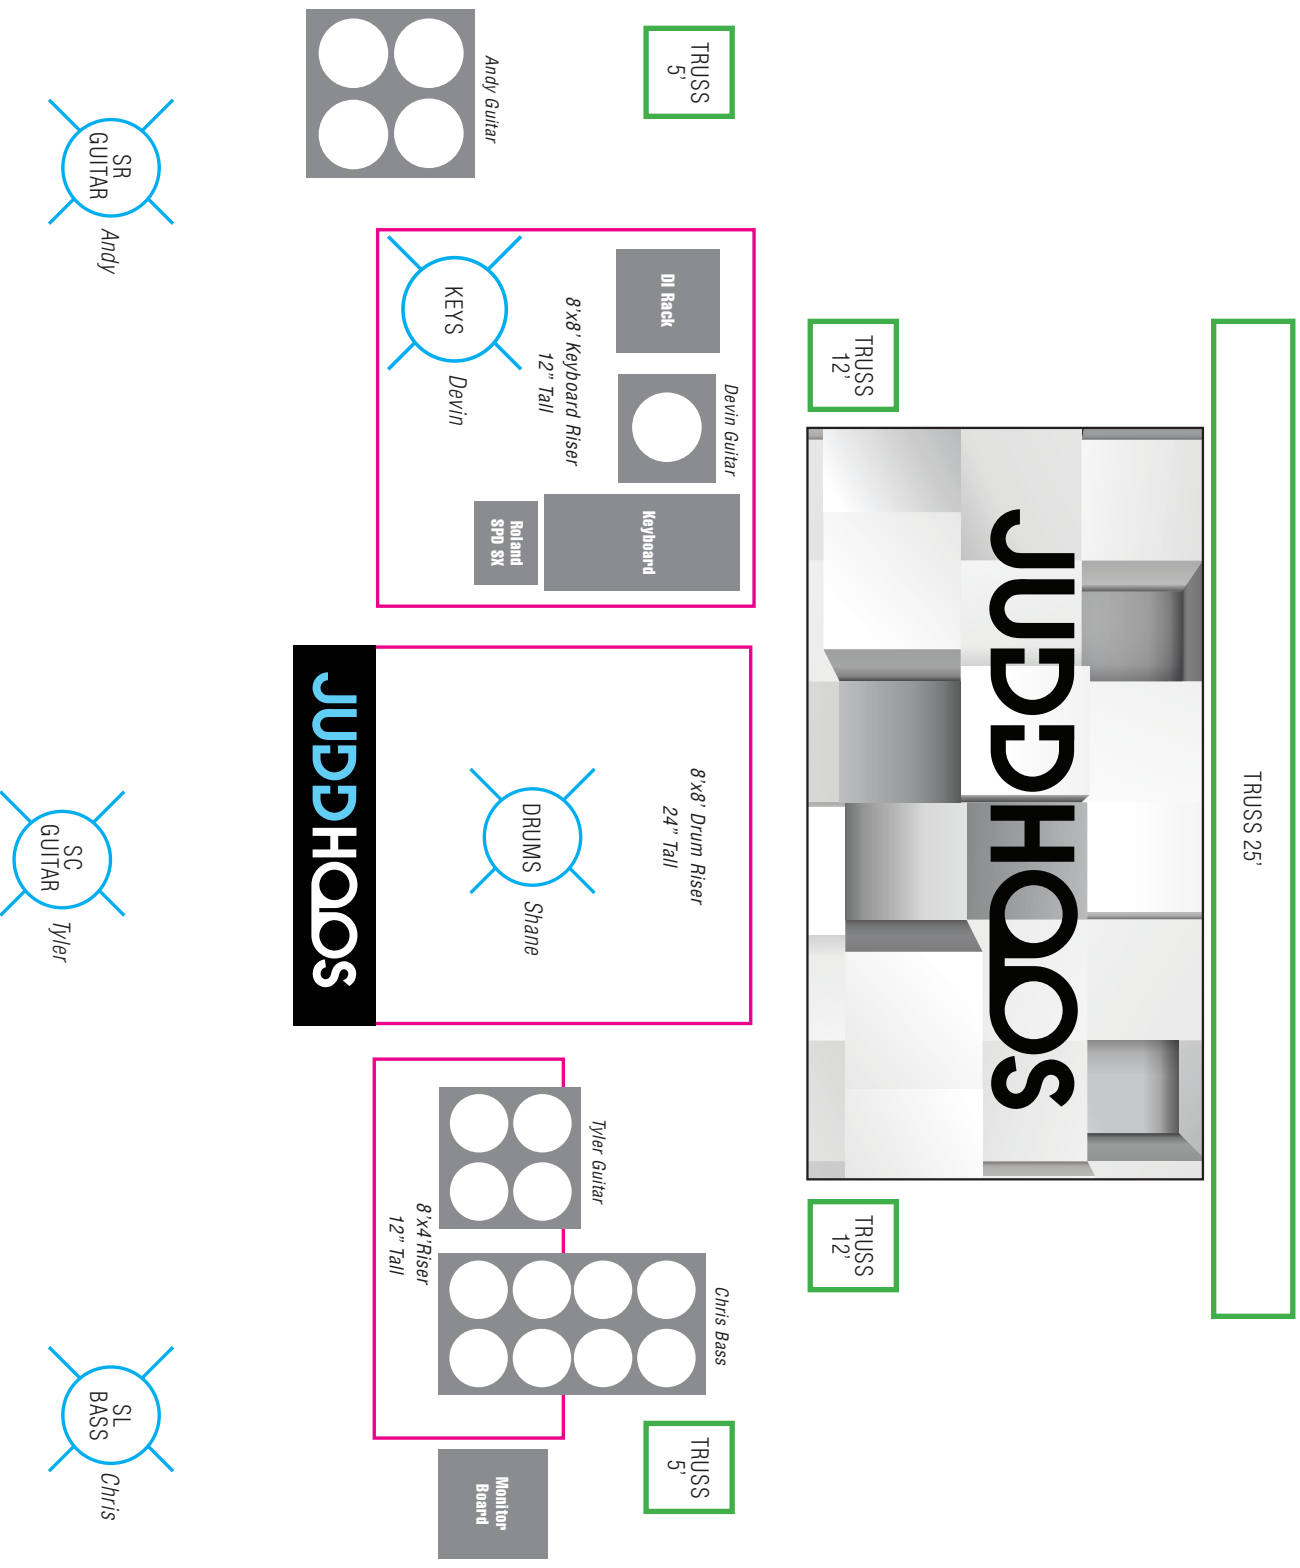 TRUSS 25'
JUDD HOOS
TRUSS
12'
TRUSS
12'
TRUSS
5'
TRUSS
5'
Andy Guitar
DI Rack
Devin Guitar
Keyboard
Roland
SPD SX
8'x8' Keyboard Riser
12” Tall
KEYS
Devin
8'x8' Drum Riser
24” Tall
DRUMS
Shane
JUDDHOOS
Tyler Guitar
Chris Bass
8'x4'Riser
12” Tall
Monitor
Board
SR
GUITAR
Andy
SC
GUITAR
Tyler
SL
BASS
Chris